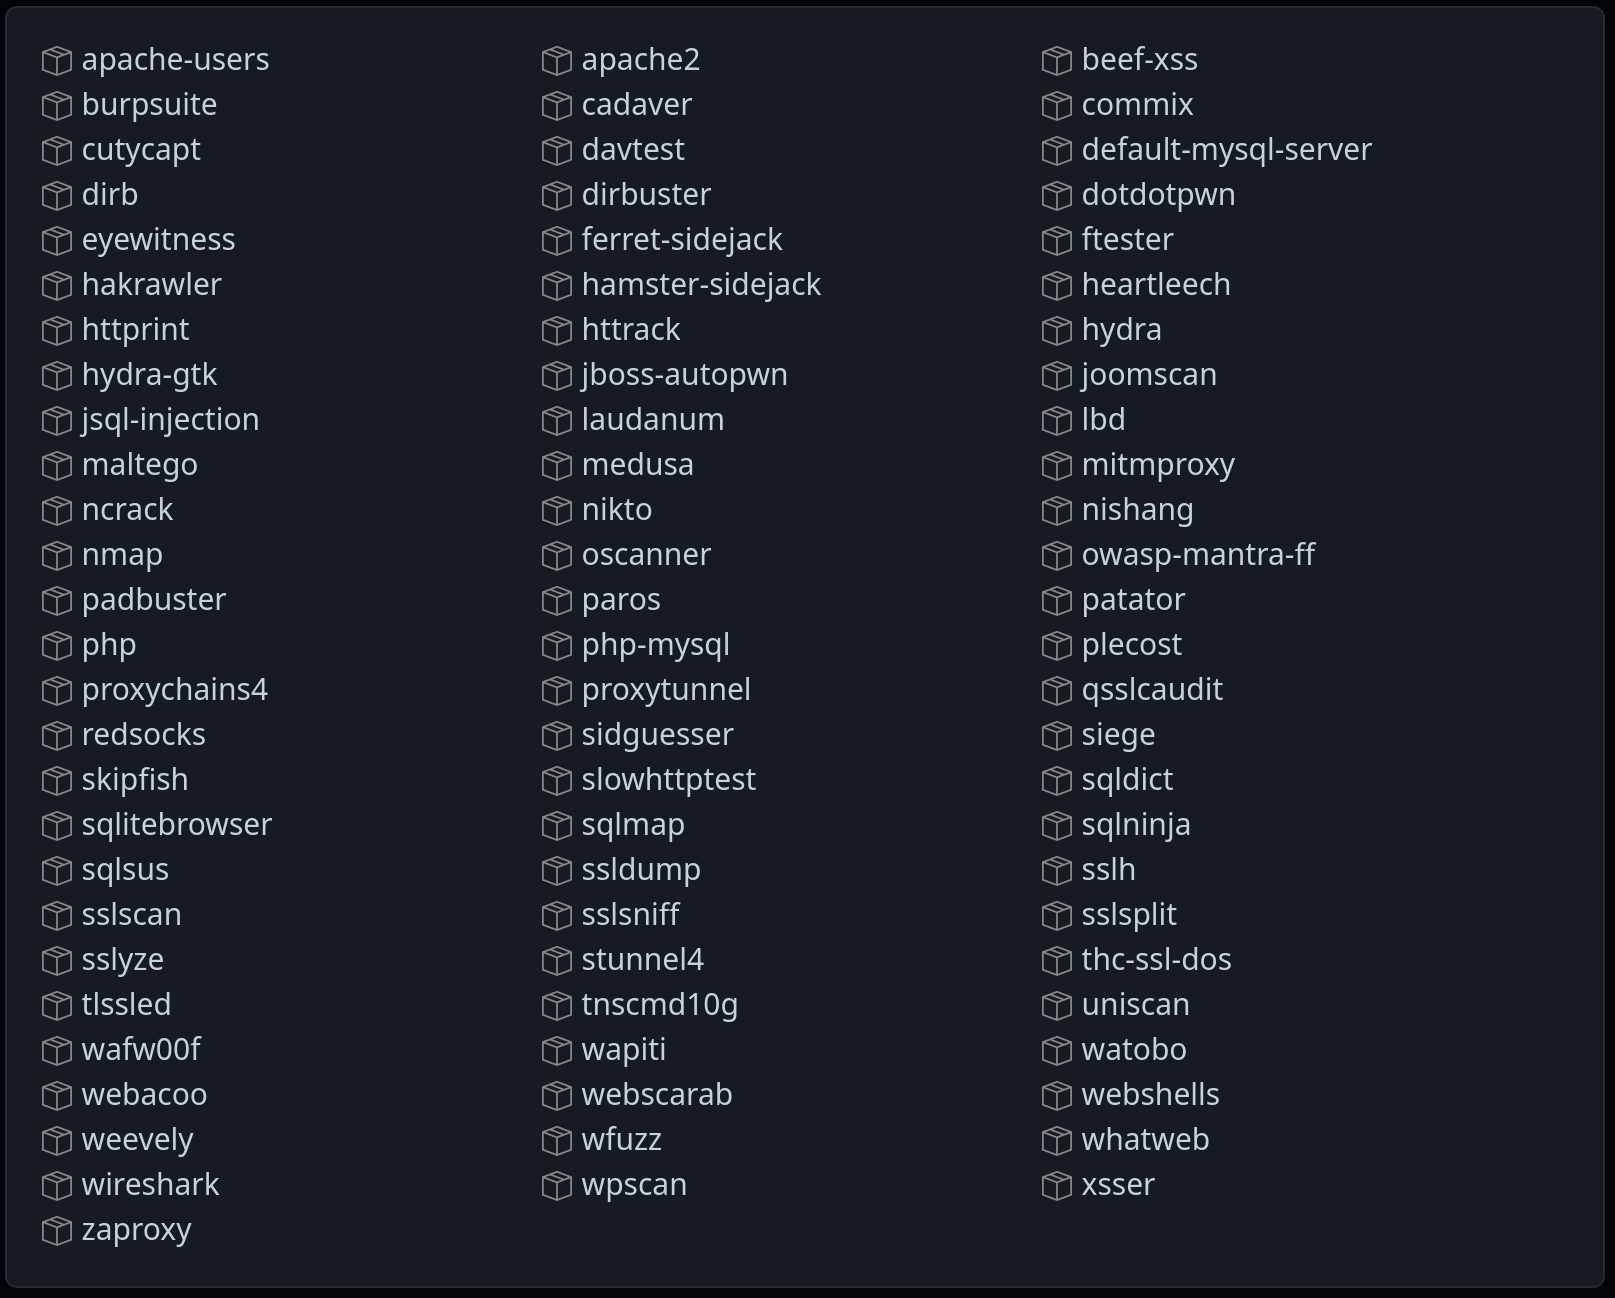 apache-users apache2 beef-xss
burpsuite cadaver commix
cutycapt davtest default-mysql-server
dirb dirbuster dotdotpwn
eyewitness ferret-sidejack ftester
hakrawler hamster-sidejack heartleech
httprint httrack hydra
hydra-gtk jboss-autopwn joomscan
jsql-injection laudanum lbd
maltego medusa mitmproxy
ncrack nikto nishang
nmap oscanner owasp-mantra-ff
padbuster paros patator
php php-mysql plecost
proxychains4 proxytunnel qsslcaudit
redsocks sidguesser siege
skipfish slowhttptest sqldict
sqlitebrowser sqlmap sqlninja
sqlsus ssldump sslh
sslscan sslsniff sslsplit
sslyze stunnel4 thc-ssl-dos
tlssled tnscmd10g uniscan
wafw00f wapiti watobo
webacoo webscarab webshells
weevely wfuzz whatweb
wireshark wpscan xsser
zaproxy